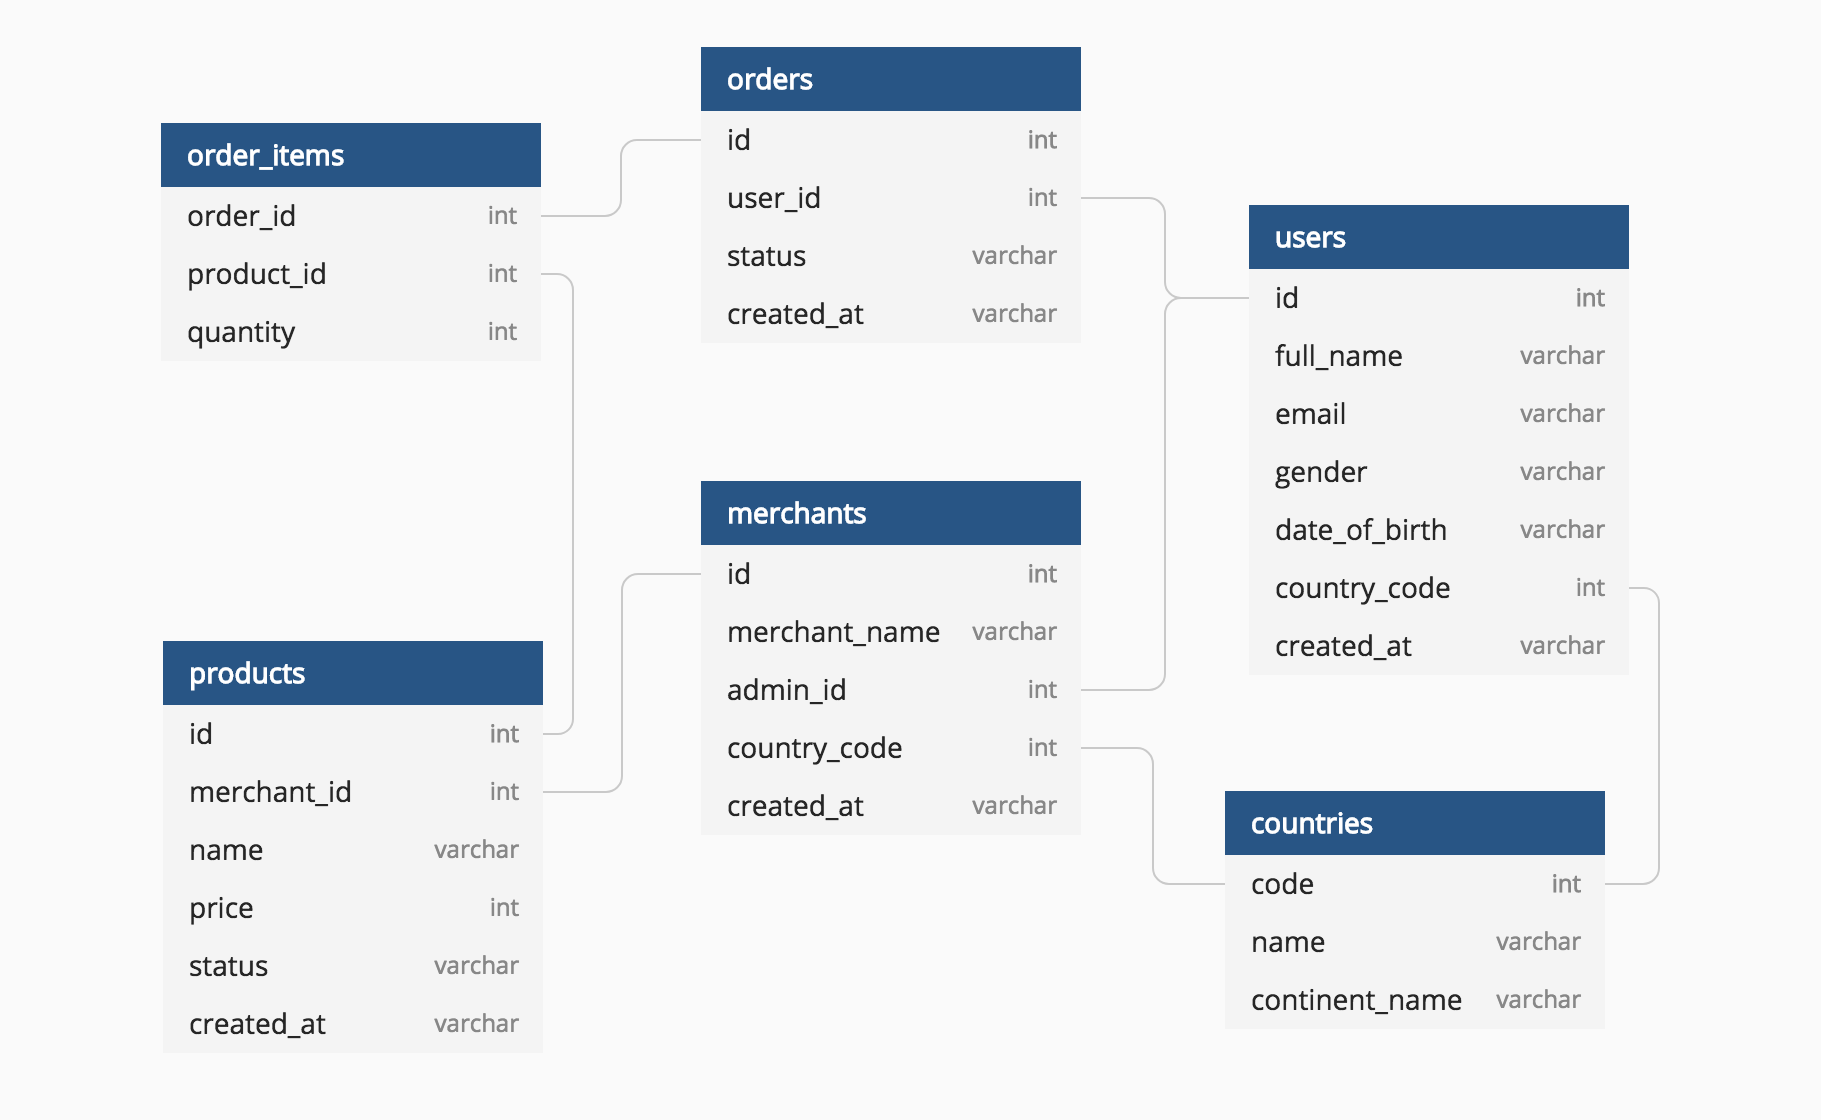 order_items
order_id int
product_id int
quantity int
orders
id int
user_id int
status varchar
created_at varchar
users
id int
full_name varchar
email varchar
gender varchar
date_of_birth varchar
country_code int
created_at varchar
merchants
id int
merchant_name varchar
admin_id int
country_code int
created_at varchar
products
id int
merchant_id int
name varchar
price int
status varchar
created_at varchar
countries
code int
name varchar
continent_name varchar